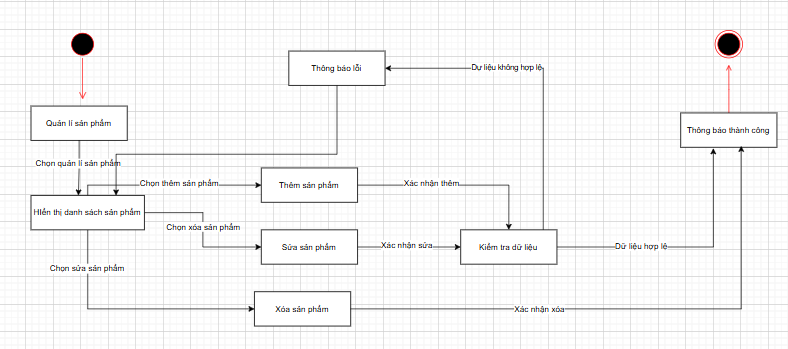 Thông báo lỗi
Dự liệu không hợp lệ
Quản lí sản phẩm
Thông báo thành công
Chọn quản lí sản phẩm
Chọn thêm sản phẩm
Thêm sản phẩm
Xác nhận thêm
HIển thị danh sách sản phẩm
Chọn xóa sản phẩm
Sửa sản phẩm
Xác nhận sửa
Kiểm tra dữ liệu
Dữ liệu hợp lệ
Chọn sửa sản phẩm
Xóa sản phẩm
Xác nhận xóa